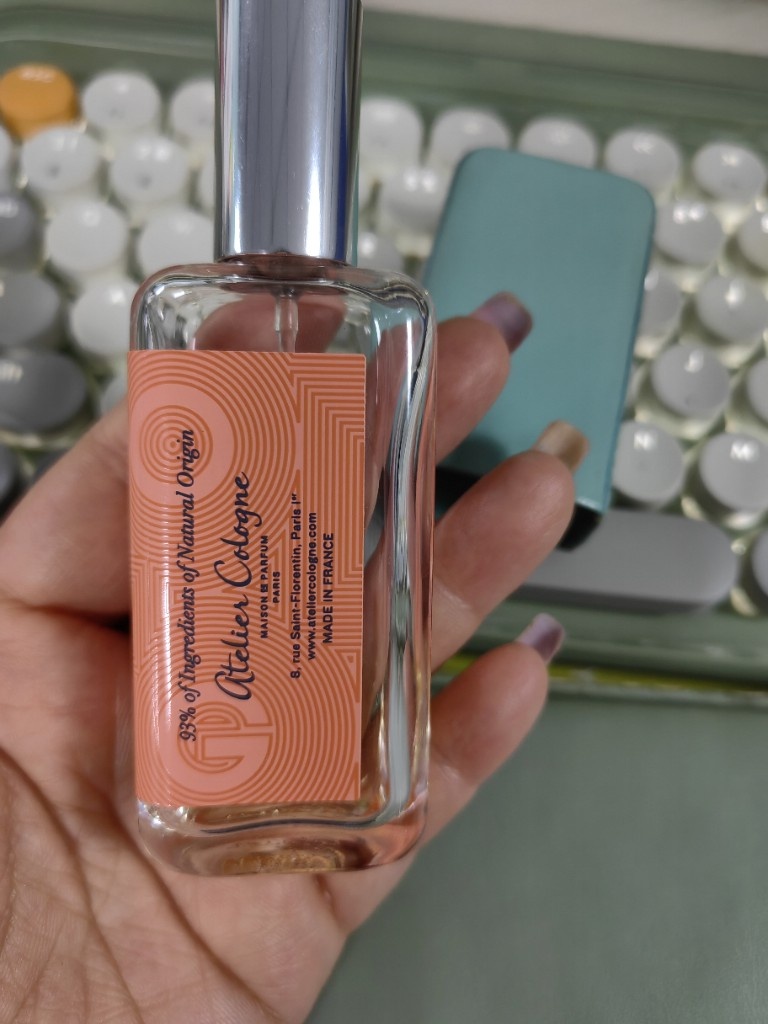 93% of Ingredients of Natural Origin
Atelier Cologne
MAISON DE PARFUM
PARIS
8, rue Saint-Florentin, Paris Iᵉʳ
www.ateliercologne.com
MADE IN FRANCE
N
M